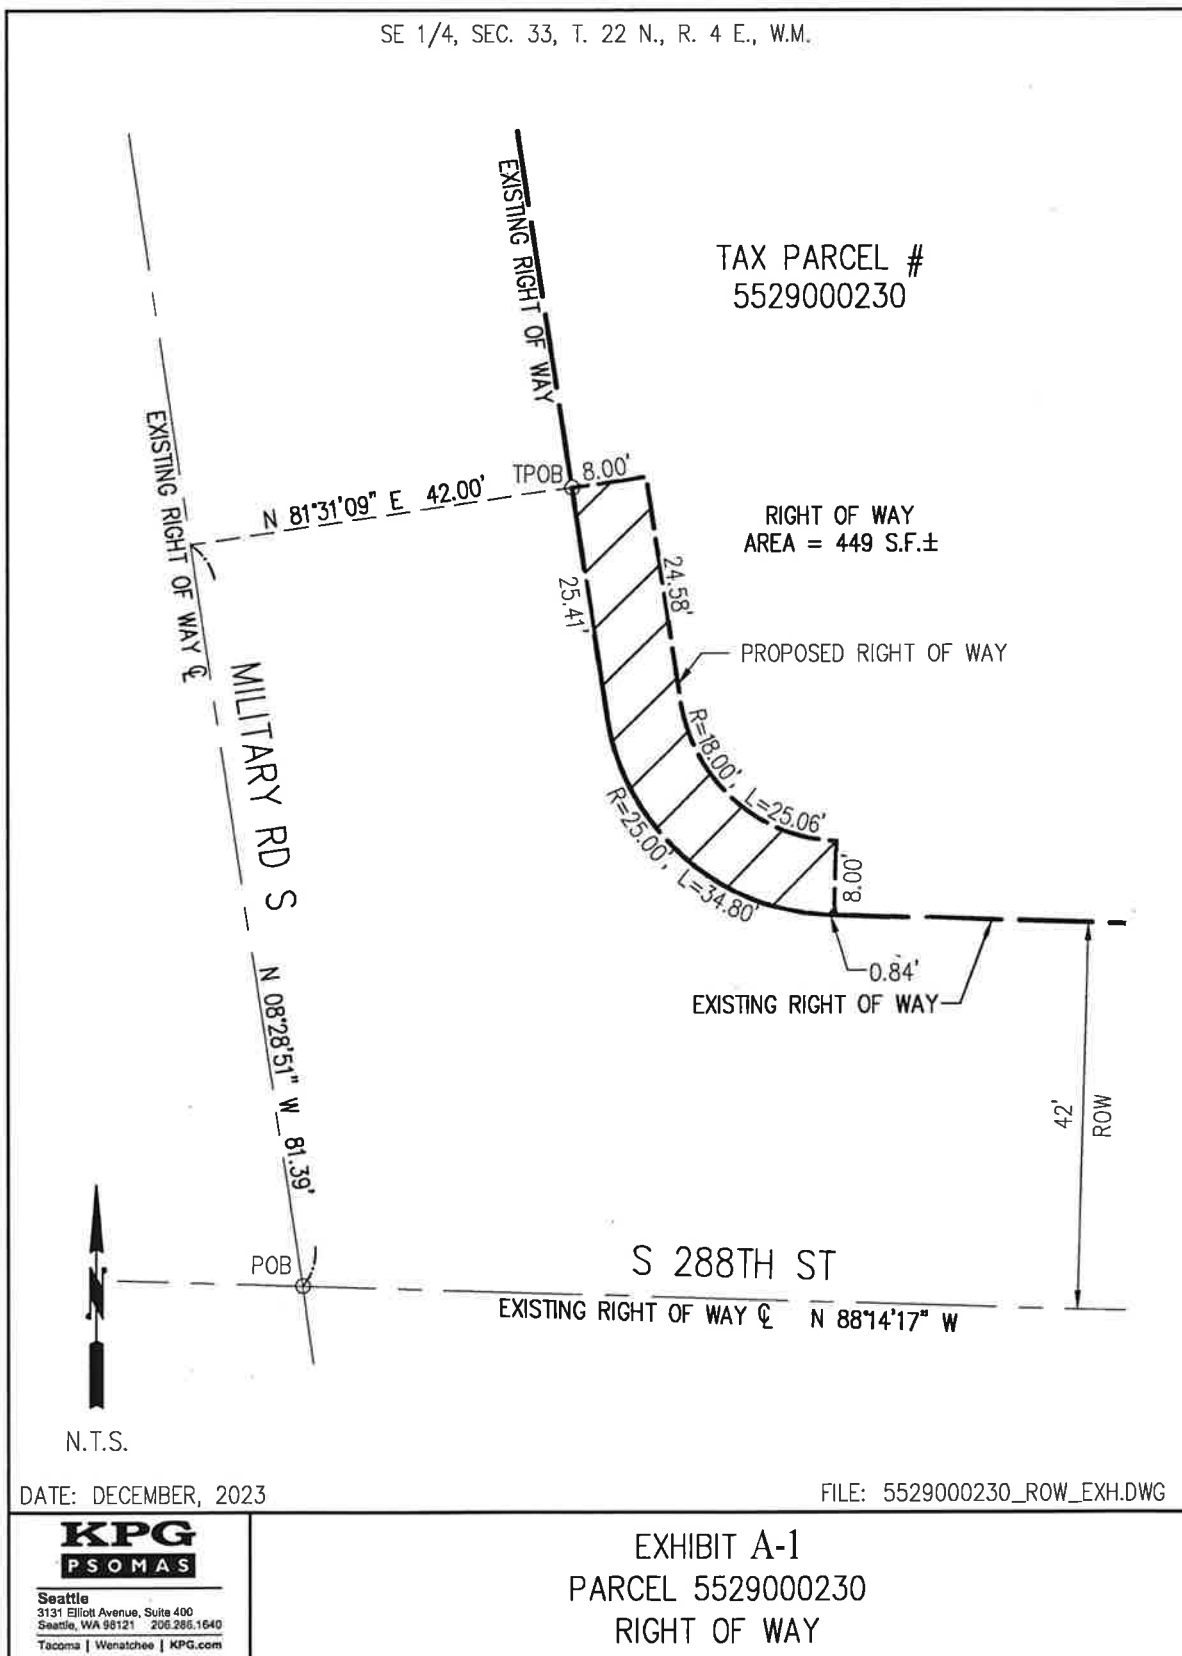 SE 1/4, SEC. 33, T. 22 N., R. 4 E., W.M.
EXISTING RIGHT OF WAY
TAX PARCEL #
5529000230
EXISTING RIGHT OF WAY ℄
TPOB
8.00'
N 81°31'09" E 42.00'
RIGHT OF WAY
AREA = 449 S.F.±
25.41'
24.58'
PROPOSED RIGHT OF WAY
MILITARY RD S
R=18.00', L=25.06'
R=25.00', L=34.80'
8.00'
0.84'
EXISTING RIGHT OF WAY
N 08°28'51" W 81.39'
42'
ROW
POB
S 288TH ST
EXISTING RIGHT OF WAY ℄ N 88°14'17" W
N
N.T.S.
DATE: DECEMBER, 2023
FILE: 5529000230_ROW_EXH.DWG
KPG
PSOMAS
Seattle
3131 Elliott Avenue, Suite 400
Seattle, WA 98121 206.286.1640
Tacoma | Wenatchee | KPG.com
EXHIBIT A-1
PARCEL 5529000230
RIGHT OF WAY